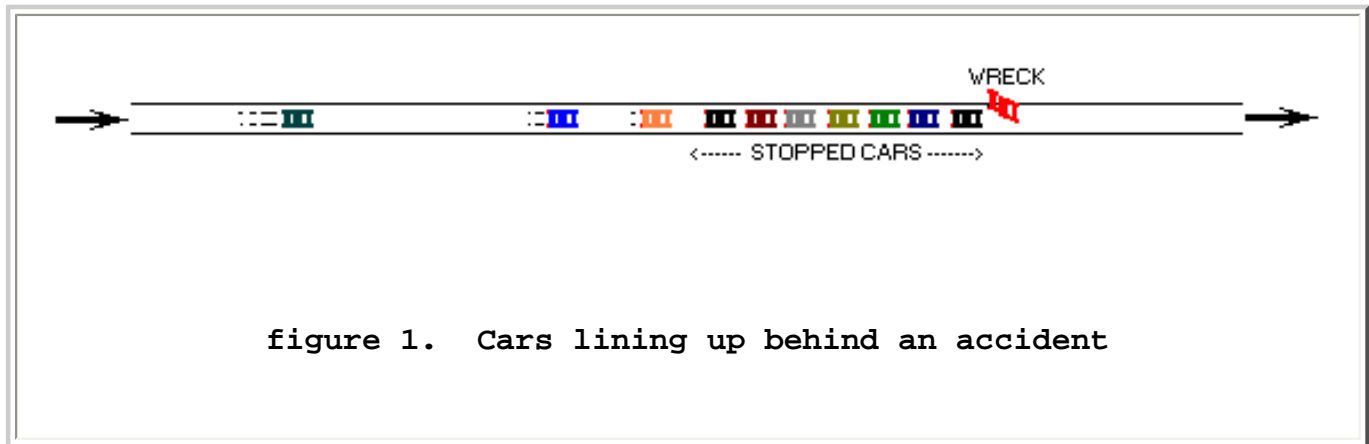 WRECK
<------ STOPPED CARS ------->
figure 1. Cars lining up behind an accident